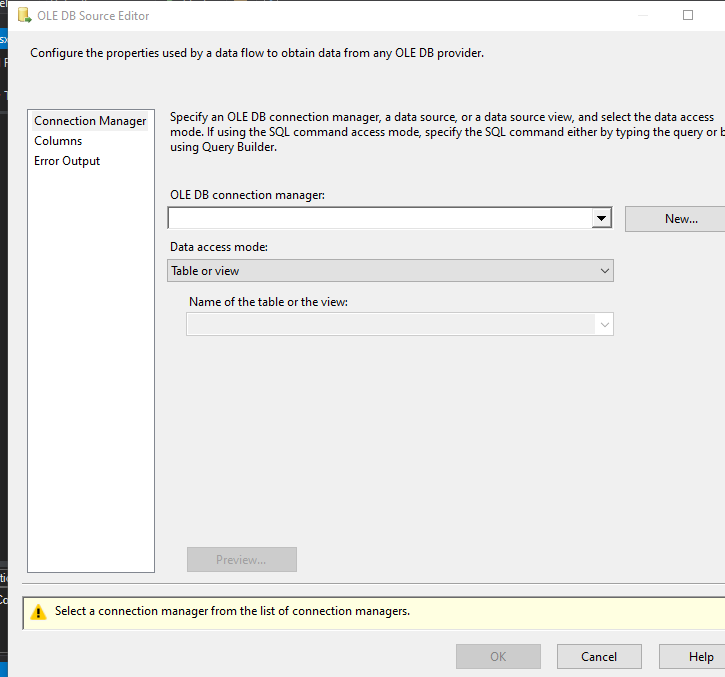 OLE DB Source Editor
Configure the properties used by a data flow to obtain data from any OLE DB provider.
Connection Manager
Columns
Error Output
Specify an OLE DB connection manager, a data source, or a data source view, and select the data access
mode. If using the SQL command access mode, specify the SQL command either by typing the query or
using Query Builder.
OLE DB connection manager:
New...
Data access mode:
Table or view
Name of the table or the view:
Preview...
Select a connection manager from the list of connection managers.
OK
Cancel
Help